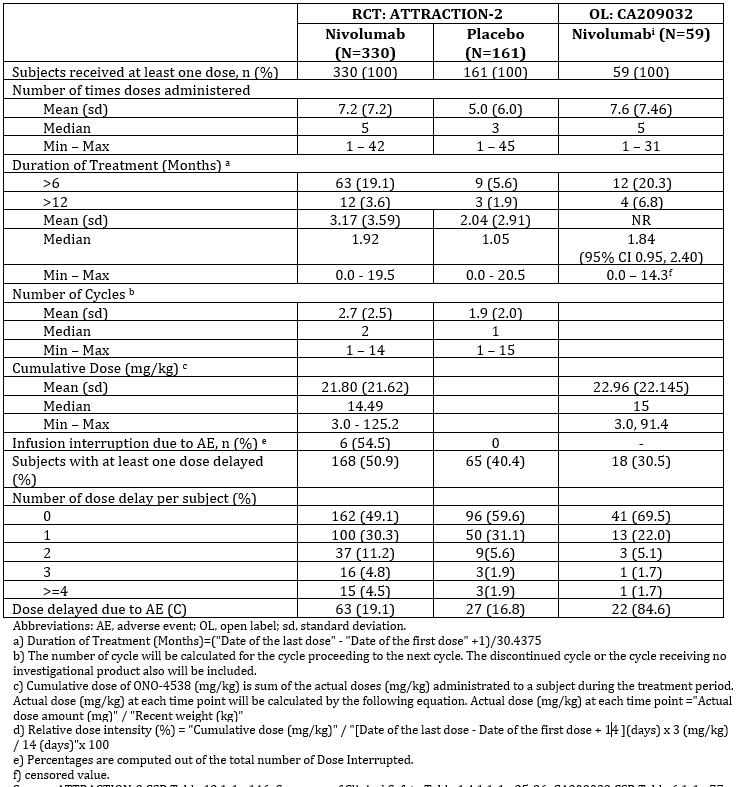 RCT: ATTRACTION-2 OL: CA209032
Nivolumab (N=330) Placebo (N=161) Nivolumabⁱ (N=59)
Subjects received at least one dose, n (%) 330 (100) 161 (100) 59 (100)
Number of times doses administered
Mean (sd) 7.2 (7.2) 5.0 (6.0) 7.6 (7.46)
Median 5 3 5
Min – Max 1 – 42 1 – 45 1 – 31
Duration of Treatment (Months) ᵃ
>6 63 (19.1) 9 (5.6) 12 (20.3)
>12 12 (3.6) 3 (1.9) 4 (6.8)
Mean (sd) 3.17 (3.59) 2.04 (2.91) NR
Median 1.92 1.05 1.84
(95% CI 0.95, 2.40)
Min – Max 0.0 - 19.5 0.0 - 20.5 0.0 – 14.3ᶠ
Number of Cycles ᵇ
Mean (sd) 2.7 (2.5) 1.9 (2.0)
Median 2 1
Min – Max 1 – 14 1 – 15
Cumulative Dose (mg/kg) ᶜ
Mean (sd) 21.80 (21.62) 22.96 (22.145)
Median 14.49 15
Min – Max 3.0 - 125.2 3.0, 91.4
Infusion interruption due to AE, n (%) ᵉ 6 (54.5) 0 -
Subjects with at least one dose delayed (%) 168 (50.9) 65 (40.4) 18 (30.5)
Number of dose delay per subject (%)
0 162 (49.1) 96 (59.6) 41 (69.5)
1 100 (30.3) 50 (31.1) 13 (22.0)
2 37 (11.2) 9(5.6) 3 (5.1)
3 16 (4.8) 3(1.9) 1 (1.7)
>=4 15 (4.5) 3(1.9) 1 (1.7)
Dose delayed due to AE (C) 63 (19.1) 27 (16.8) 22 (84.6)
Abbreviations: AE, adverse event; OL, open label; sd, standard deviation.
a) Duration of Treatment (Months)=("Date of the last dose" - "Date of the first dose" +1)/30.4375
b) The number of cycle will be calculated for the cycle proceeding to the next cycle. The discontinued cycle or the cycle receiving no
investigational product also will be included.
c) Cumulative dose of ONO-4538 (mg/kg) is sum of the actual doses (mg/kg) administrated to a subject during the treatment period.
Actual dose (mg/kg) at each time point will be calculated by the following equation. Actual dose (mg/kg) at each time point ="Actual
dose amount (mg)" / "Recent weight (kg)"
d) Relative dose intensity (%) = "Cumulative dose (mg/kg)" / "[Date of the last dose - Date of the first dose + 14 ](days) x 3 (mg/kg)
/ 14 (days)"x 100
e) Percentages are computed out of the total number of Dose Interrupted.
f) censored value.